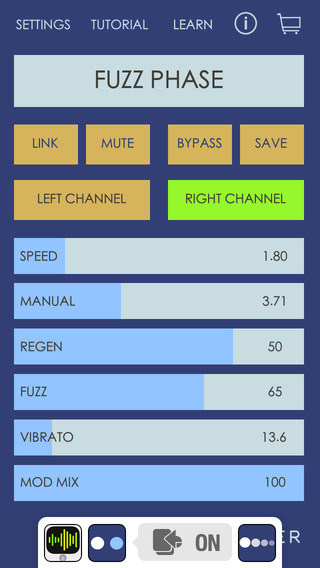 SETTINGS TUTORIAL LEARN i
FUZZ PHASE
LINK MUTE BYPASS SAVE
LEFT CHANNEL RIGHT CHANNEL
SPEED 1.80
MANUAL 3.71
REGEN 50
FUZZ 65
VIBRATO 13.6
MOD MIX 100
ON
ER